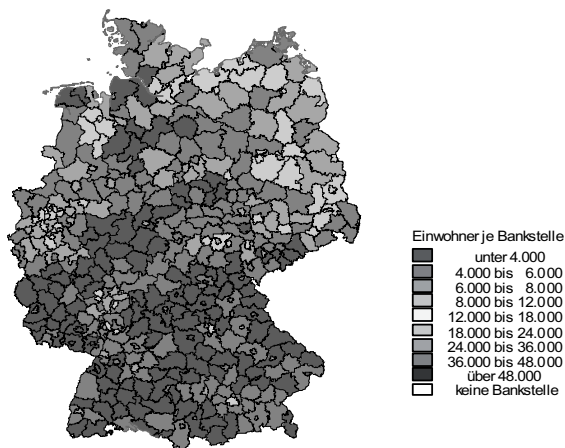 Einwohner je Bankstelle
unter 4.000
4.000 bis 6.000
6.000 bis 8.000
8.000 bis 12.000
12.000 bis 18.000
18.000 bis 24.000
24.000 bis 36.000
36.000 bis 48.000
über 48.000
keine Bankstelle